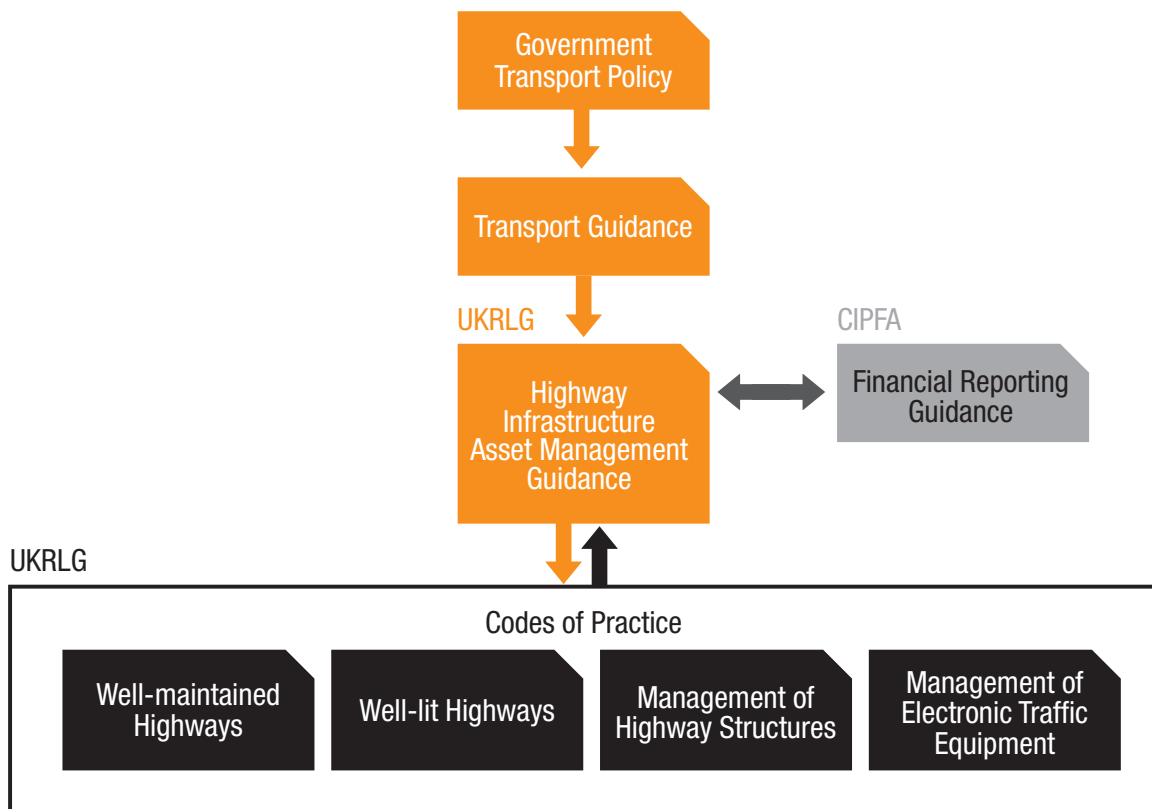 Government
Transport Policy
Transport Guidance
UKRLG
CIPFA
Highway
Infrastructure
Asset Management
Guidance
Financial Reporting
Guidance
UKRLG
Codes of Practice
Well-maintained
Highways
Well-lit Highways
Management of
Highway Structures
Management of
Electronic Traffic
Equipment